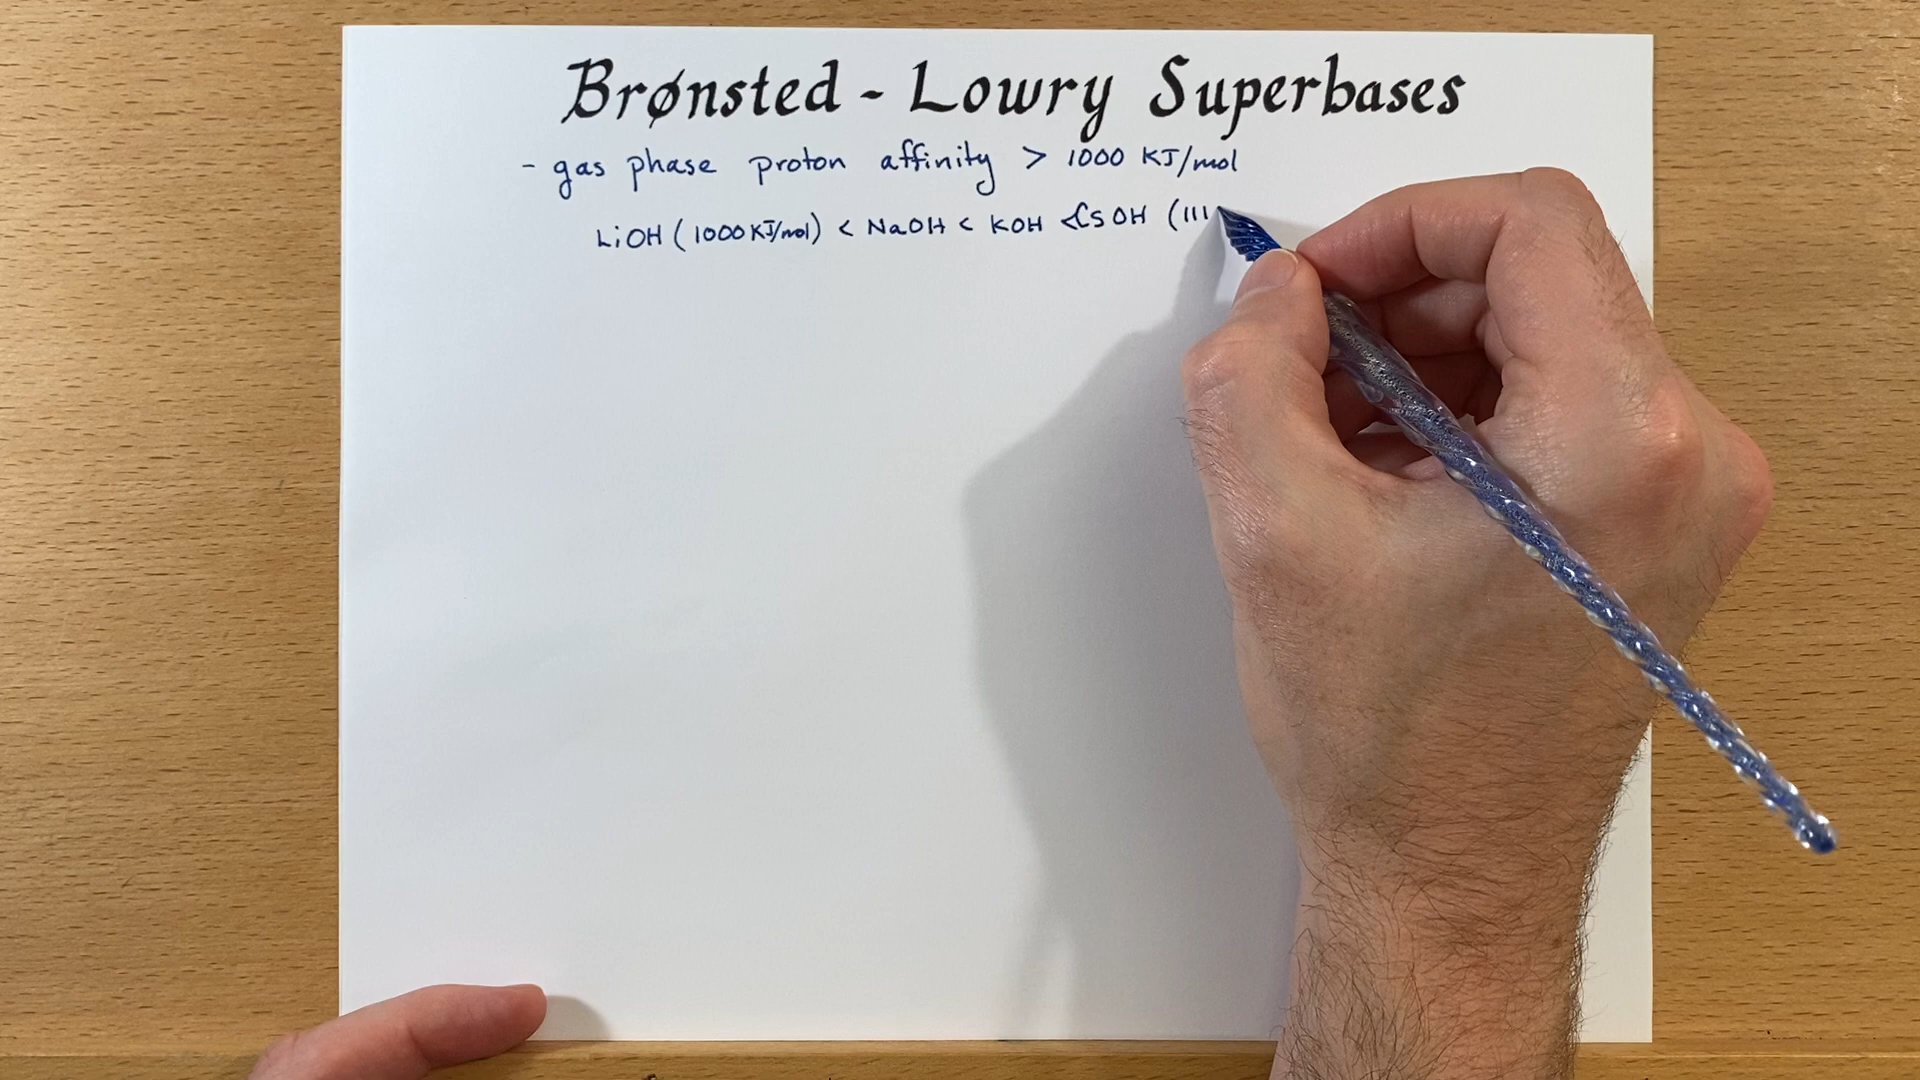 Brønsted - Lowry Superbases
- gas phase proton affinity > 1000 KJ/mol
LiOH (1000 KJ/mol) < NaOH < KOH < CsOH (111